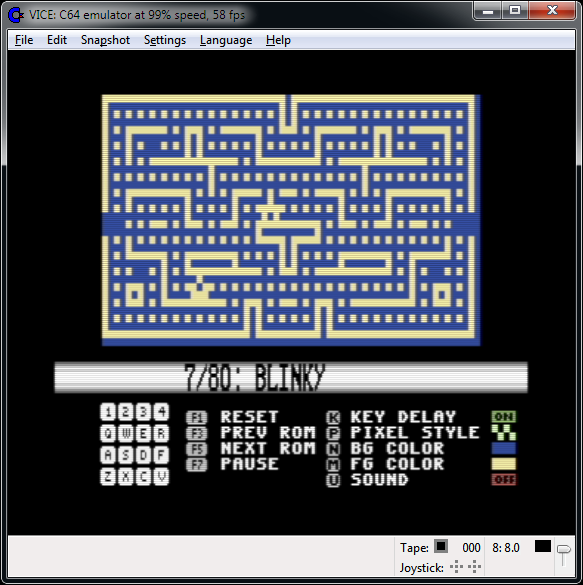 VICE: C64 emulator at 99% speed, 58 fps
File Edit Snapshot Settings Language Help
7/80: BLINKY
1 2 3 4 F1 RESET K KEY DELAY ON
Q W E R F3 PREV ROM P PIXEL STYLE
A S D F F5 NEXT ROM N BG COLOR
Z X C V F7 PAUSE M FG COLOR
U SOUND OFF
Tape: 000 8: 8.0
Joystick: